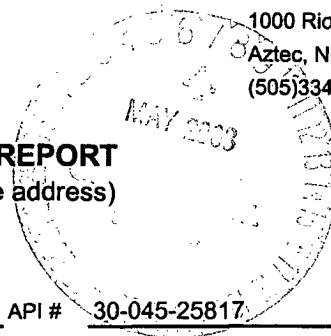 1000 Rio
Aztec, N
(505)334
MAY 2003
REPORT
e address)
API # 30-045-25817